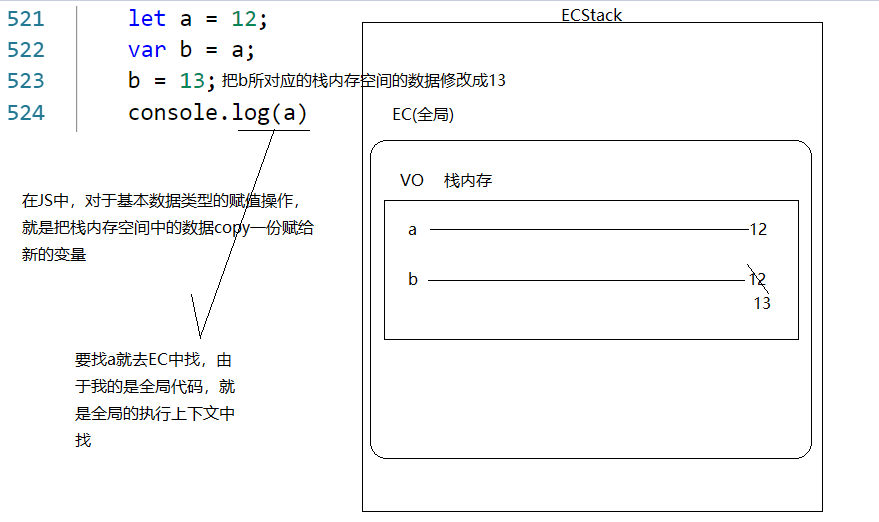 521 let a = 12;
522 var b = a;
523 b = 13; 把b所对应的栈内存空间的数据修改成13
524 console.log(a)
在JS中，对于基本数据类型的赋值操作，
就是把栈内存空间中的数据copy一份赋给
新的变量
要找a就去EC中找，由
于我的是全局代码，就
是全局的执行上下文中
找
ECStack
EC(全局)
VO 栈内存
a 12
b 12
13